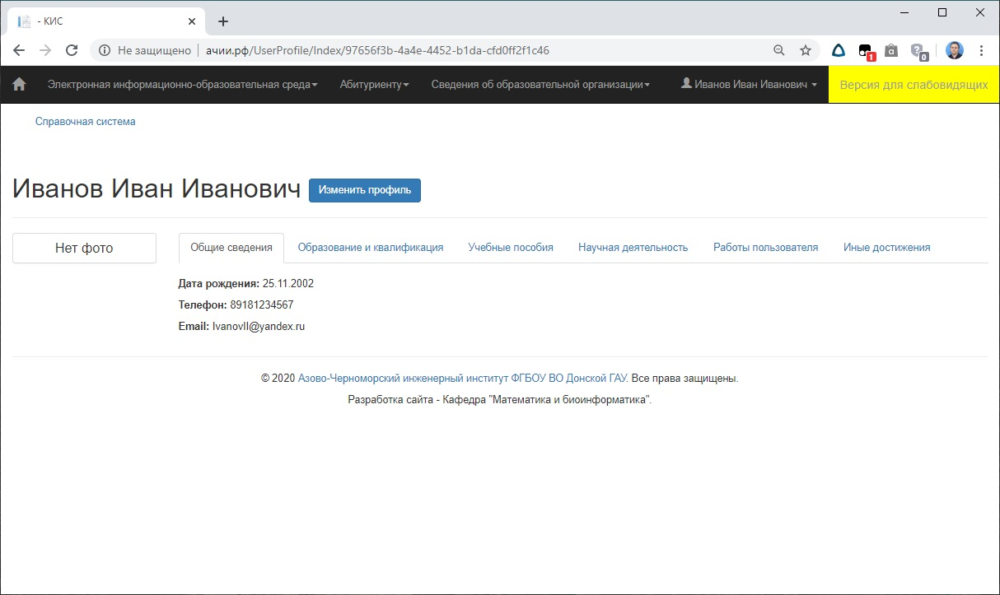 - КИС
Не защищено ачии.рф/UserProfile/Index/97656f3b-4a4e-4452-b1da-cfd0ff2f1c46
1
a
0
Электронная информационно-образовательная среда Абитуриенту Сведения об образовательной организации Иванов Иван Иванович Версия для слабовидящих
Справочная система
Иванов Иван Иванович Изменить профиль
Нет фото
Общие сведения Образование и квалификация Учебные пособия Научная деятельность Работы пользователя Иные достижения
Дата рождения: 25.11.2002
Телефон: 89181234567
Email: IvanovII@yandex.ru
© 2020 Азово-Черноморский инженерный институт ФГБОУ ВО Донской ГАУ. Все права защищены.
Разработка сайта - Кафедра "Математика и биоинформатика".